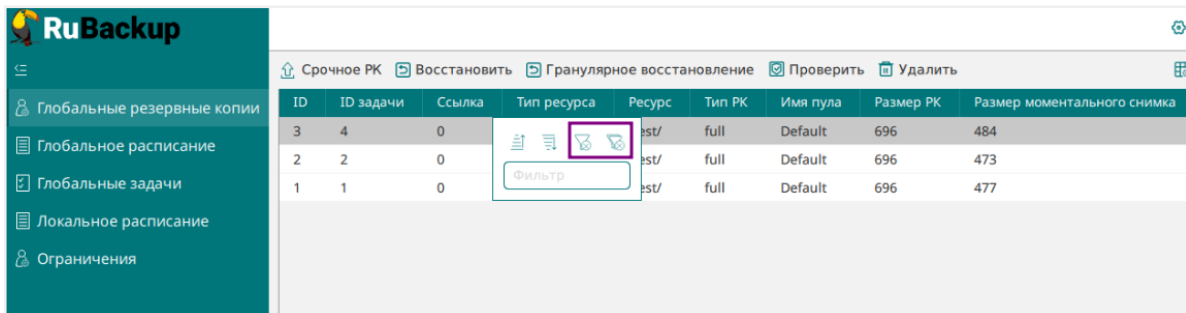 RuBackup
Срочное РК Восстановить Гранулярное восстановление Проверить Удалить
Глобальные резервные копии
Глобальное расписание
Глобальные задачи
Локальное расписание
Ограничения
ID ID задачи Ссылка Тип ресурса Ресурс Тип РК Имя пула Размер РК Размер моментального снимка
3 4 0 est/ full Default 696 484
2 2 0 est/ full Default 696 473
1 1 0 est/ full Default 696 477
Фильтр